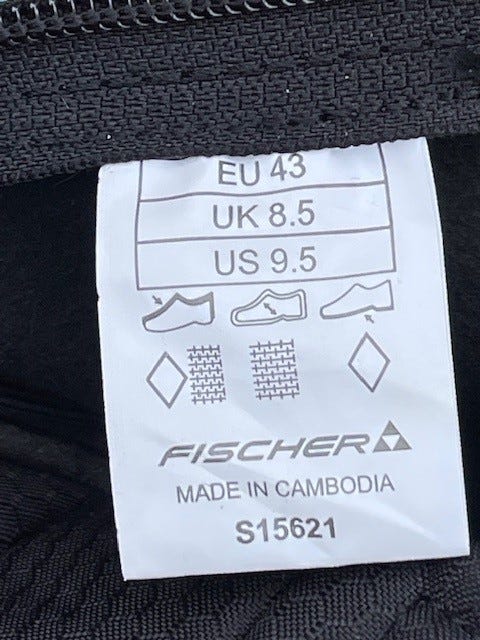 EU 43
UK 8.5
US 9.5
FISCHER
MADE IN CAMBODIA
S15621